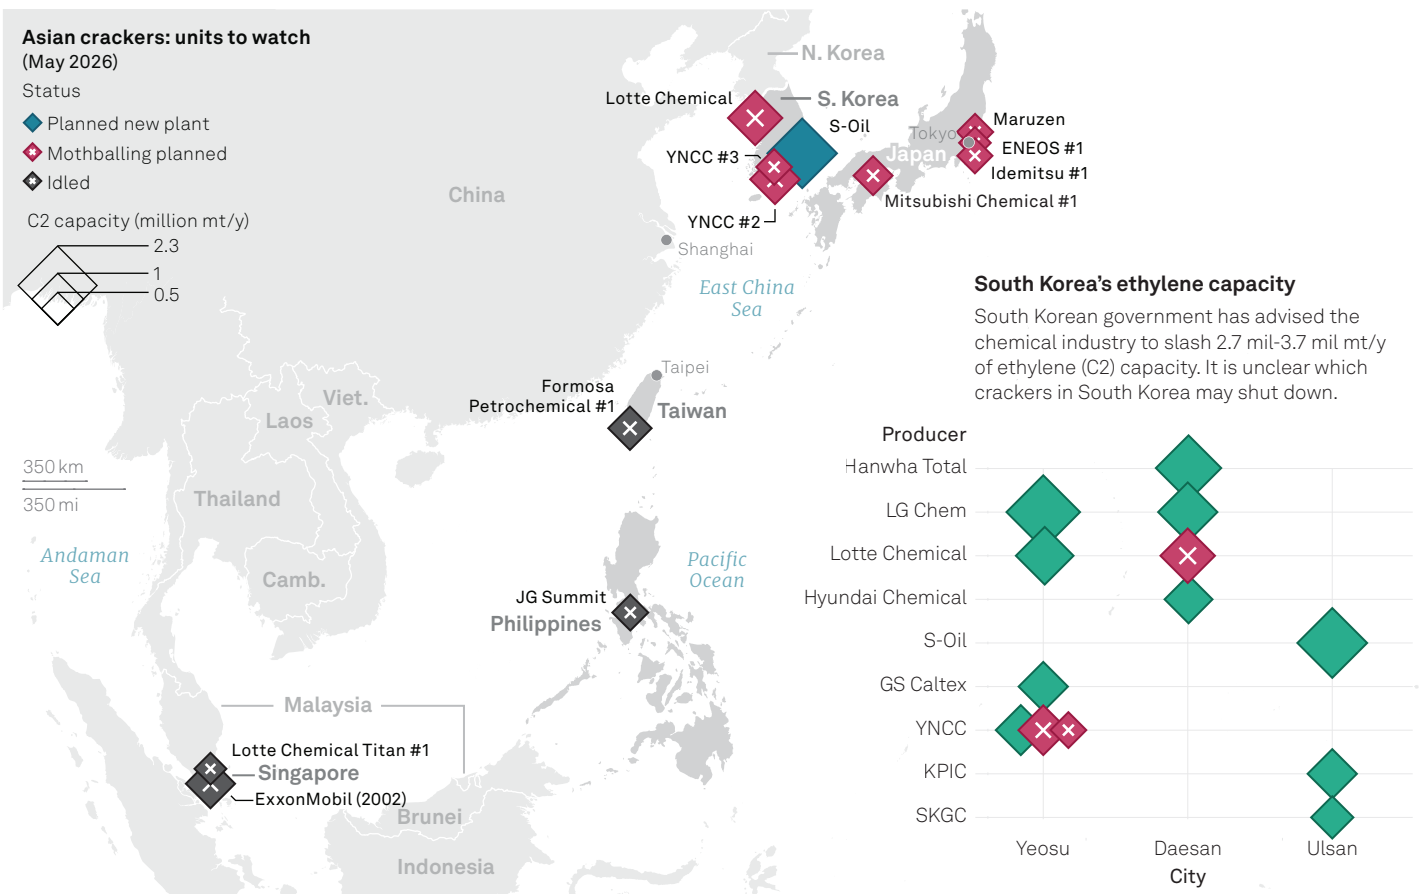 Asian crackers: units to watch
(May 2026)
Status
Planned new plant
Mothballing planned
Idled
C2 capacity (million mt/y)
2.3
1
0.5
350 km
350 mi
N. Korea
S. Korea
Lotte Chemical
S-Oil
YNCC #3
YNCC #2
Tokyo
Japan
Maruzen
ENEOS #1
Idemitsu #1
Mitsubishi Chemical #1
China
Shanghai
East China
Sea
Taipei
Formosa
Petrochemical #1
Taiwan
Viet.
Laos
Thailand
Camb.
Andaman
Sea
Pacific
Ocean
JG Summit
Philippines
Malaysia
Lotte Chemical Titan #1
Singapore
ExxonMobil (2002)
Brunei
Indonesia
South Korea’s ethylene capacity
South Korean government has advised the
chemical industry to slash 2.7 mil-3.7 mil mt/y
of ethylene (C2) capacity. It is unclear which
crackers in South Korea may shut down.
Producer
Hanwha Total
LG Chem
Lotte Chemical
Hyundai Chemical
S-Oil
GS Caltex
YNCC
KPIC
SKGC
Yeosu
Daesan
Ulsan
City